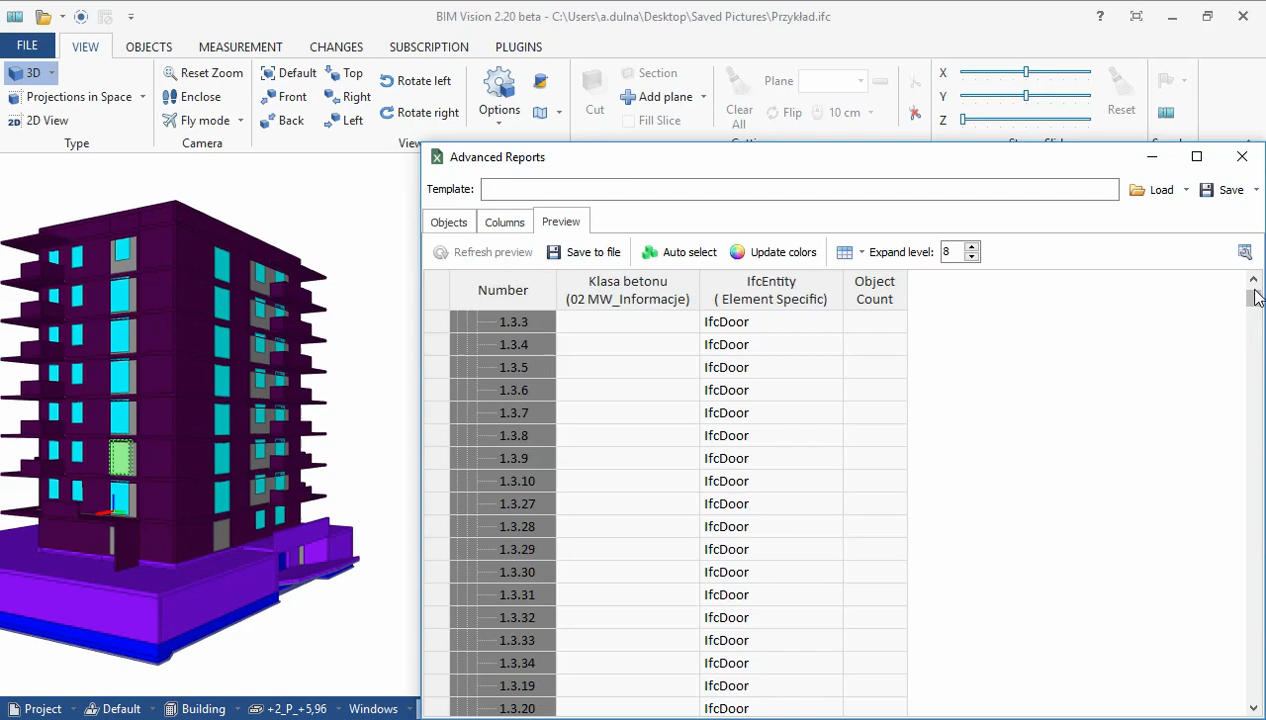 BIM Vision 2.20 beta - C:\Users\a.dulna\Desktop\Saved Pictures\Przykład.ifc
FILE VIEW OBJECTS MEASUREMENT CHANGES SUBSCRIPTION PLUGINS
3D
Projections in Space
2D 2D View
Type
Reset Zoom
Enclose
Fly mode
Camera
Default Top
Front Right
Back Left
Rotate left
Rotate right
View
Options
Cut
Section
Add plane
Fill Slice
Clear All
Plane
Flip 10 cm
X
Y
Z
Reset
Advanced Reports
Template: Load Save
Objects Columns Preview
Refresh preview Save to file Auto select Update colors Expand level: 8
Number Klasa betonu (02 MW_Informacje) IfcEntity ( Element Specific) Object Count
1.3.3 IfcDoor
1.3.4 IfcDoor
1.3.5 IfcDoor
1.3.6 IfcDoor
1.3.7 IfcDoor
1.3.8 IfcDoor
1.3.9 IfcDoor
1.3.10 IfcDoor
1.3.27 IfcDoor
1.3.28 IfcDoor
1.3.29 IfcDoor
1.3.30 IfcDoor
1.3.31 IfcDoor
1.3.32 IfcDoor
1.3.33 IfcDoor
1.3.34 IfcDoor
1.3.19 IfcDoor
1.3.20 IfcDoor
Project Default Building +2_P_+5,96 Windows